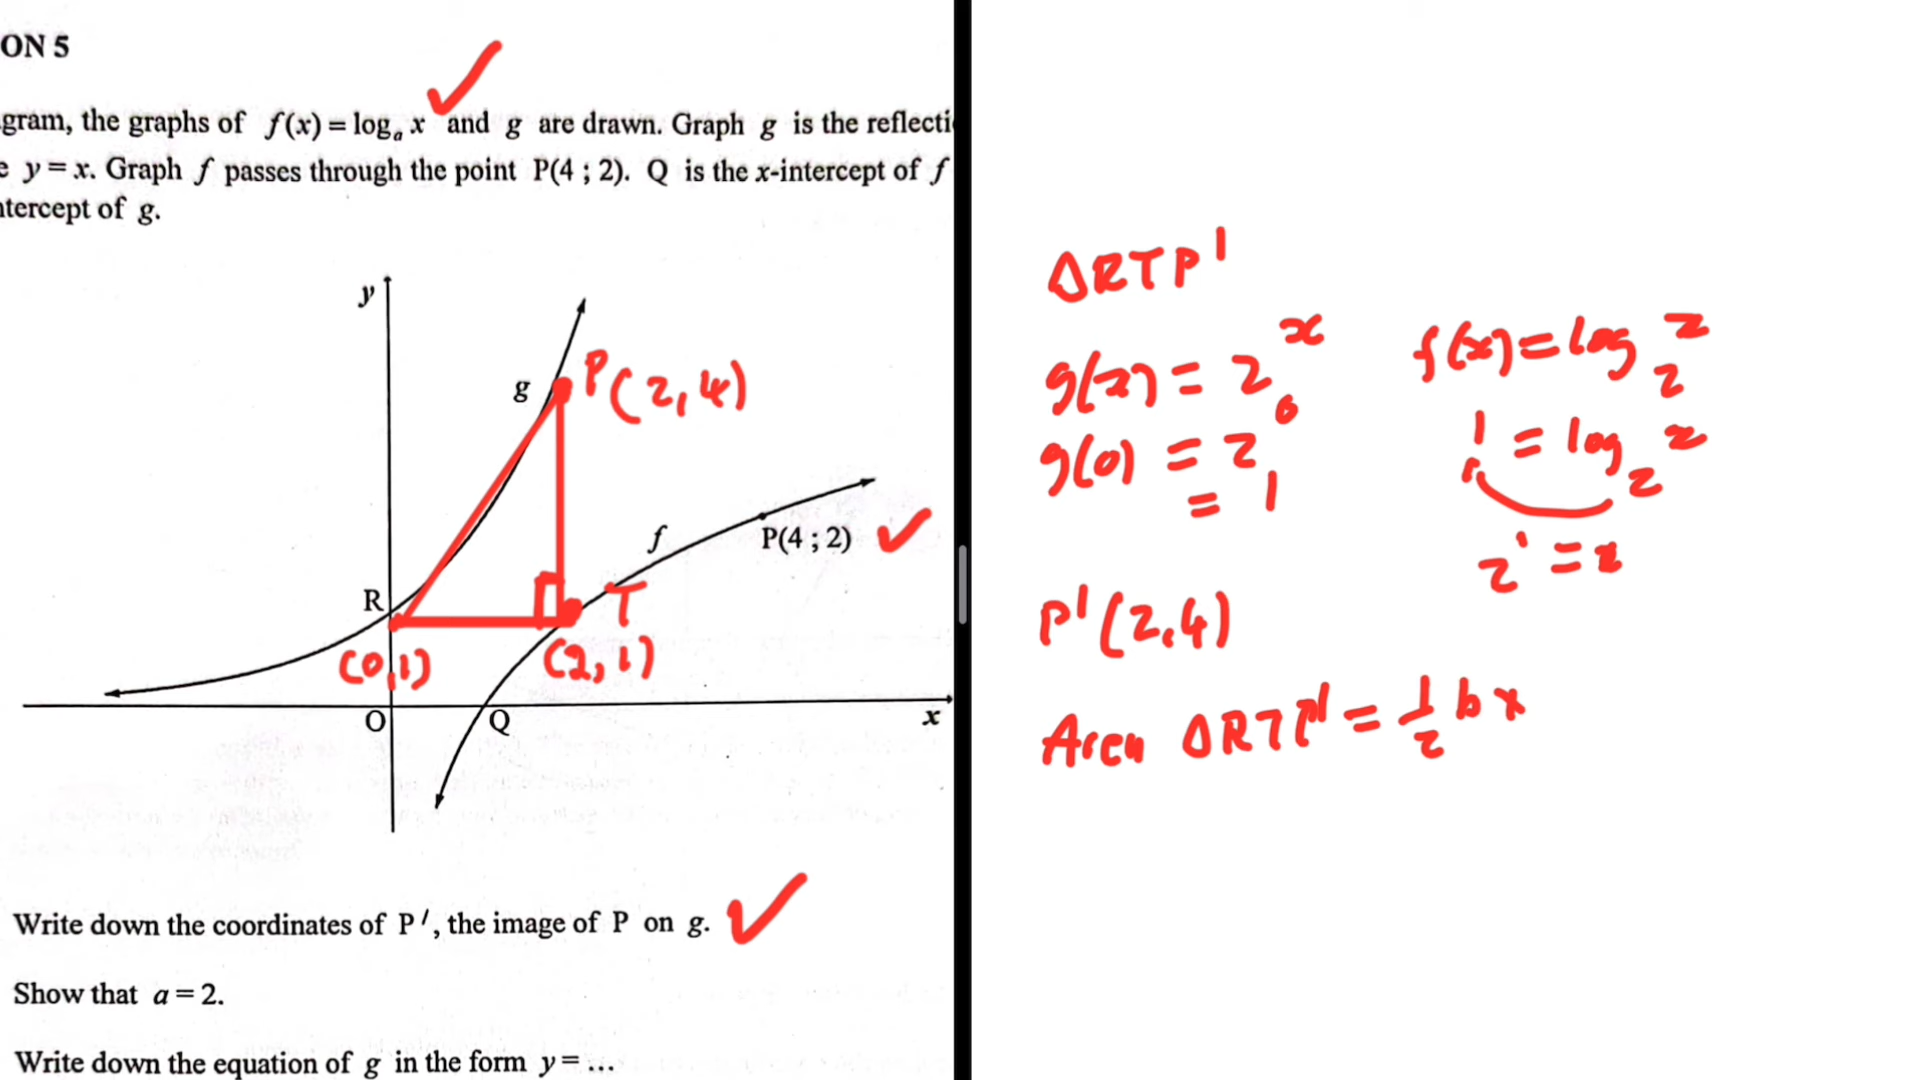 ON 5
gram, the graphs of f(x) = logₐ x and g are drawn. Graph g is the reflecti
e y = x. Graph f passes through the point P(4 ; 2). Q is the x-intercept of f
ntercept of g.
y
g
P(2,4)
f
P(4 ; 2)
R
T
(0,1)
(2,1)
O
Q
x
Write down the coordinates of P′, the image of P on g.
Show that a = 2.
Write down the equation of g in the form y = ...
ΔRTP'
g(x) = 2^x
g(0) = 2^0
= 1
f(x) = log₂ x
1 = log₂ x
2^1 = x
P'(2,4)
Area ΔRTP' = 1/2 b x